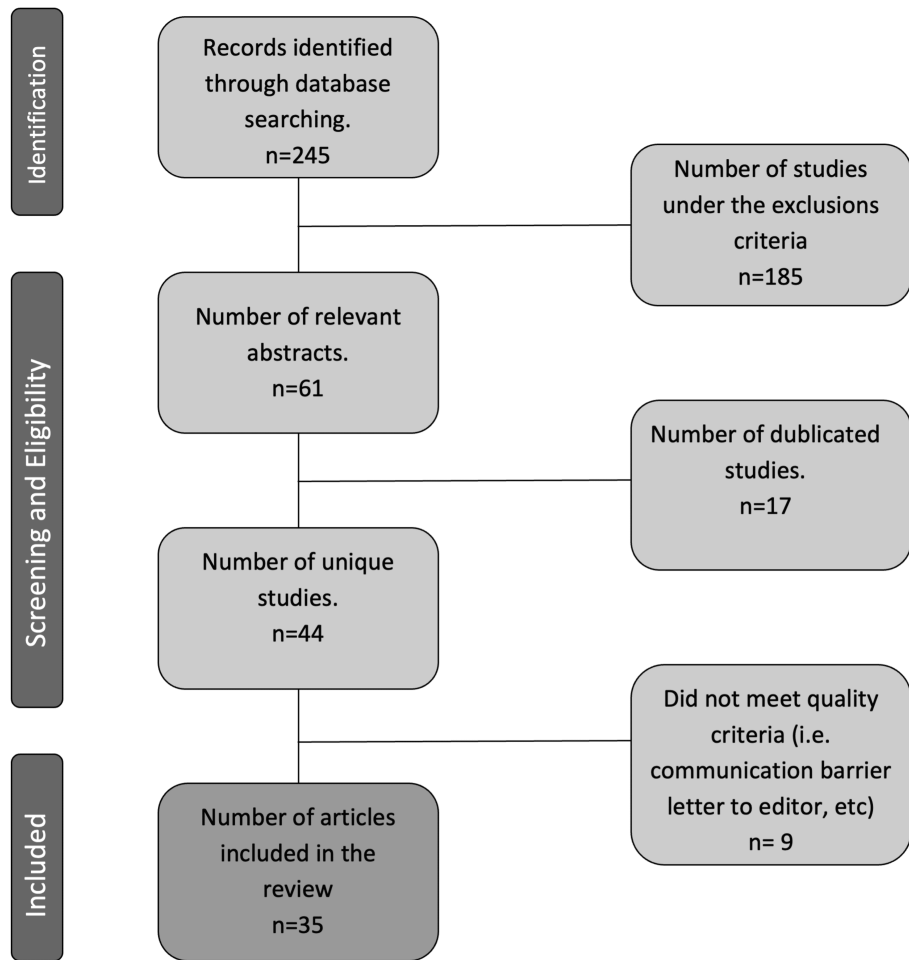 Identification
Records identified
through database
searching.
n=245
Number of studies
under the exclusions
criteria
n=185
Screening and Eligibility
Number of relevant
abstracts.
n=61
Number of dublicated
studies.
n=17
Number of unique
studies.
n=44
Did not meet quality
criteria (i.e.
communication barrier
letter to editor, etc)
n= 9
Included
Number of articles
included in the
review
n=35